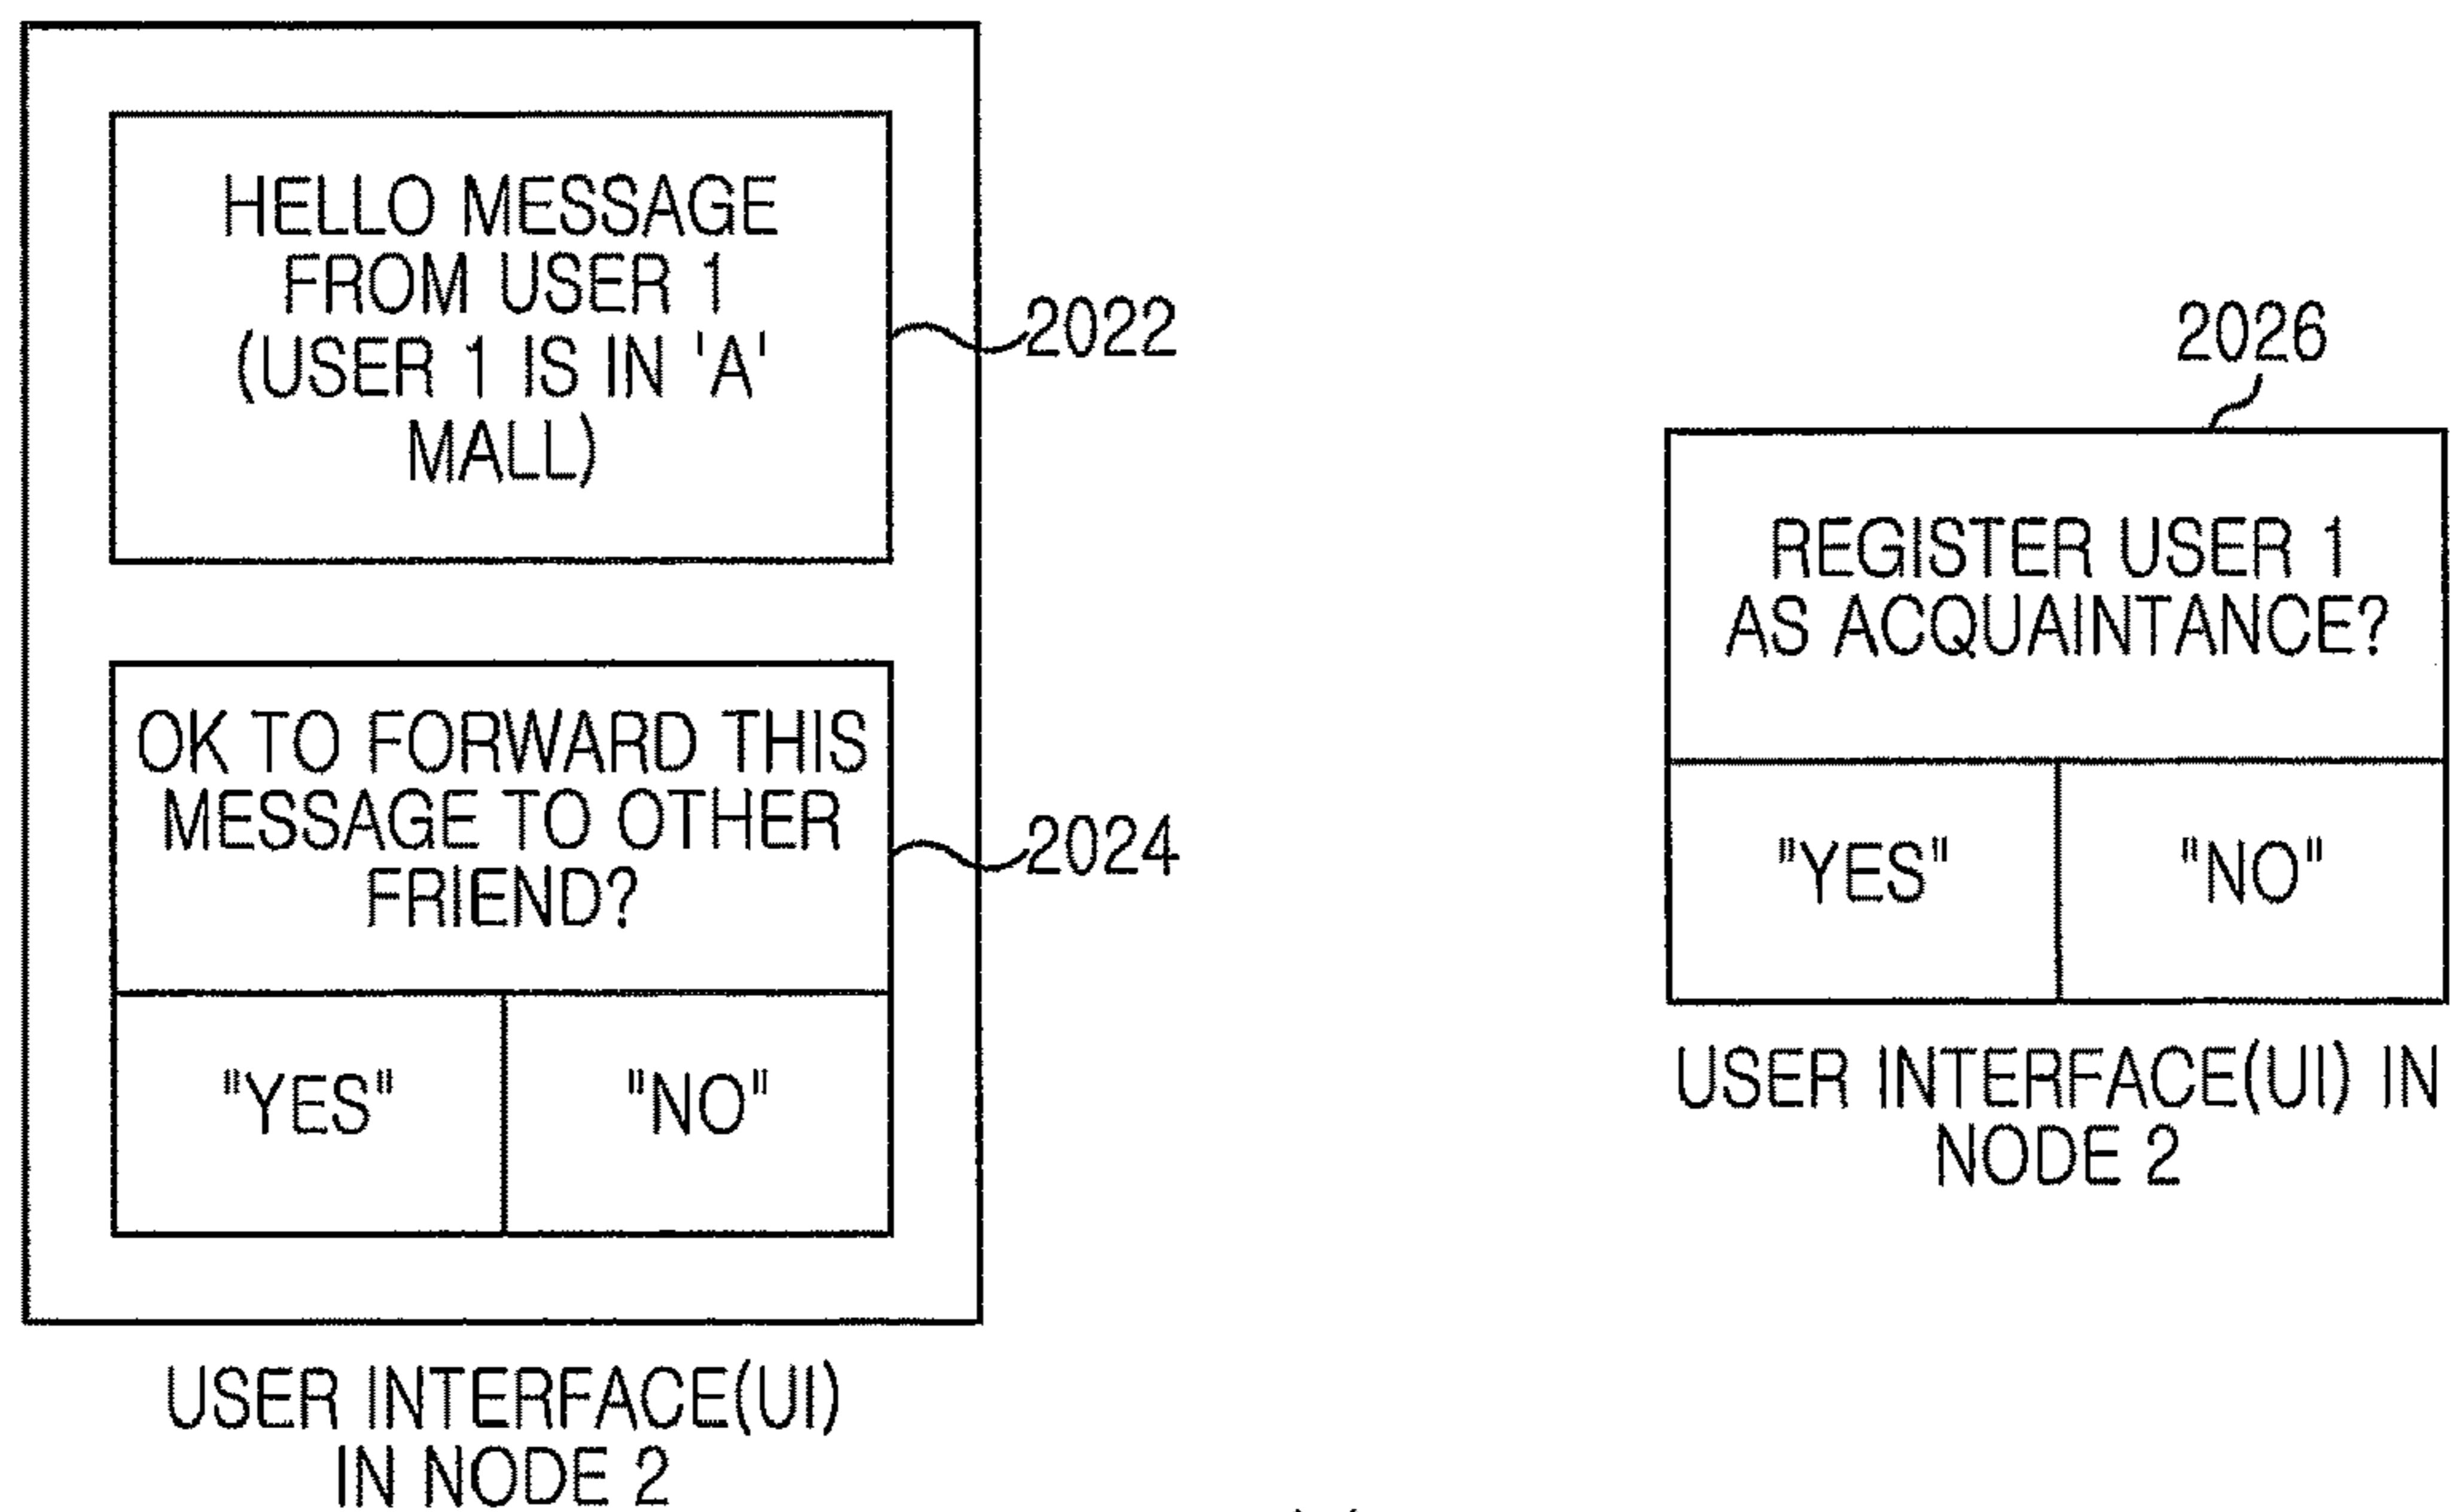 HELLO MESSAGE
FROM USER 1
(USER 1 IS IN 'A'
MALL)
2022
OK TO FORWARD THIS
MESSAGE TO OTHER
FRIEND?
2024
"YES"
"NO"
USER INTERFACE(UI)
IN NODE 2
2026
REGISTER USER 1
AS ACQUAINTANCE?
"YES"
"NO"
USER INTERFACE(UI) IN
NODE 2